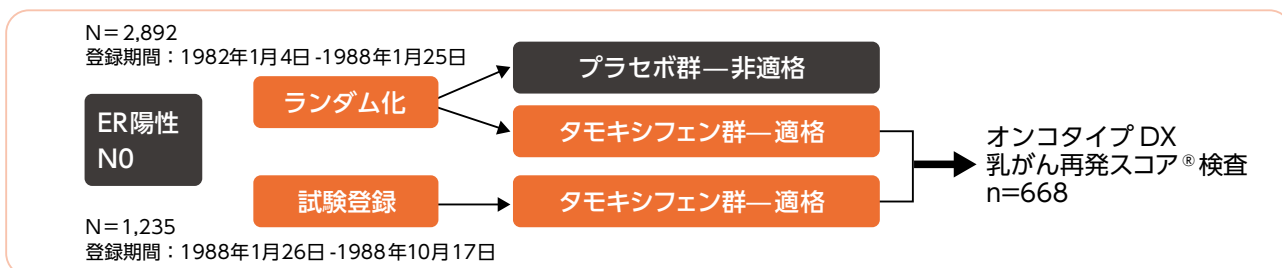 N=2,892
登録期間：1982年1月4日-1988年1月25日
ER陽性
N0
ランダム化
プラセボ群—非適格
タモキシフェン群—適格
試験登録
タモキシフェン群—適格
オンコタイプ DX
乳がん再発スコア®検査
n=668
N=1,235
登録期間：1988年1月26日-1988年10月17日